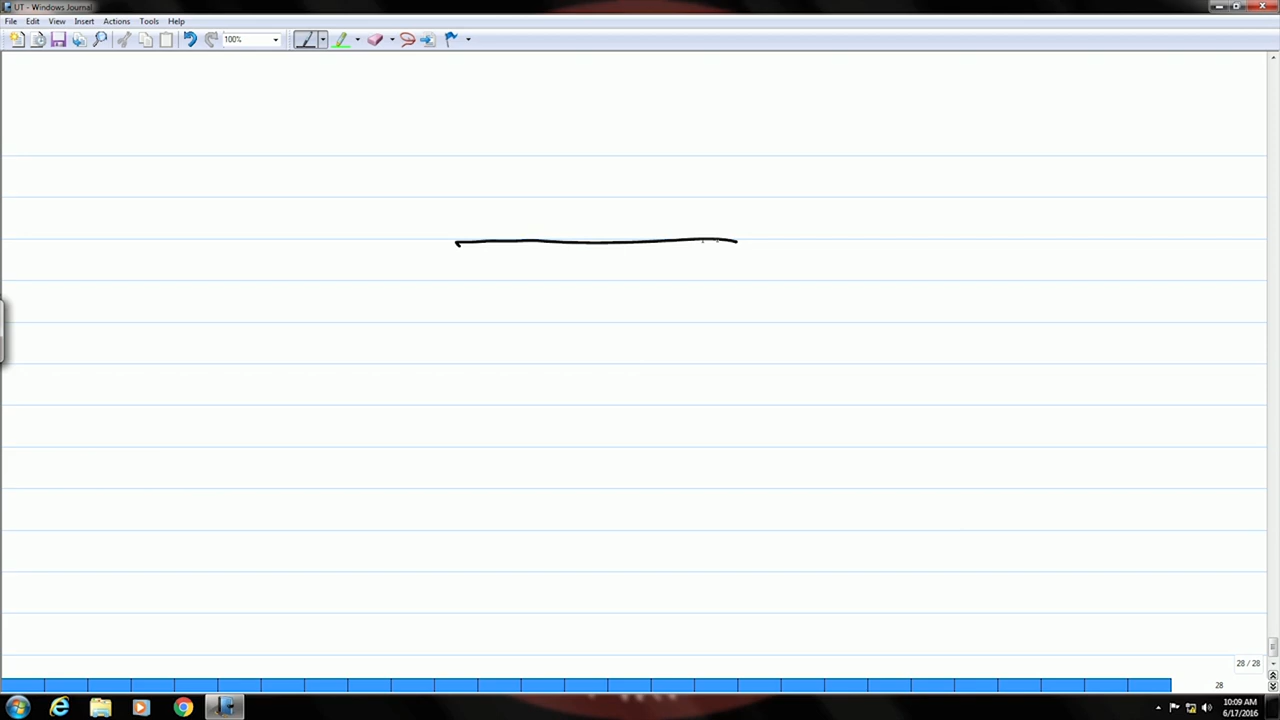 UT - Windows Journal
File Edit View Insert Actions Tools Help
100%
28 / 28
28
10:09 AM
6/17/2016